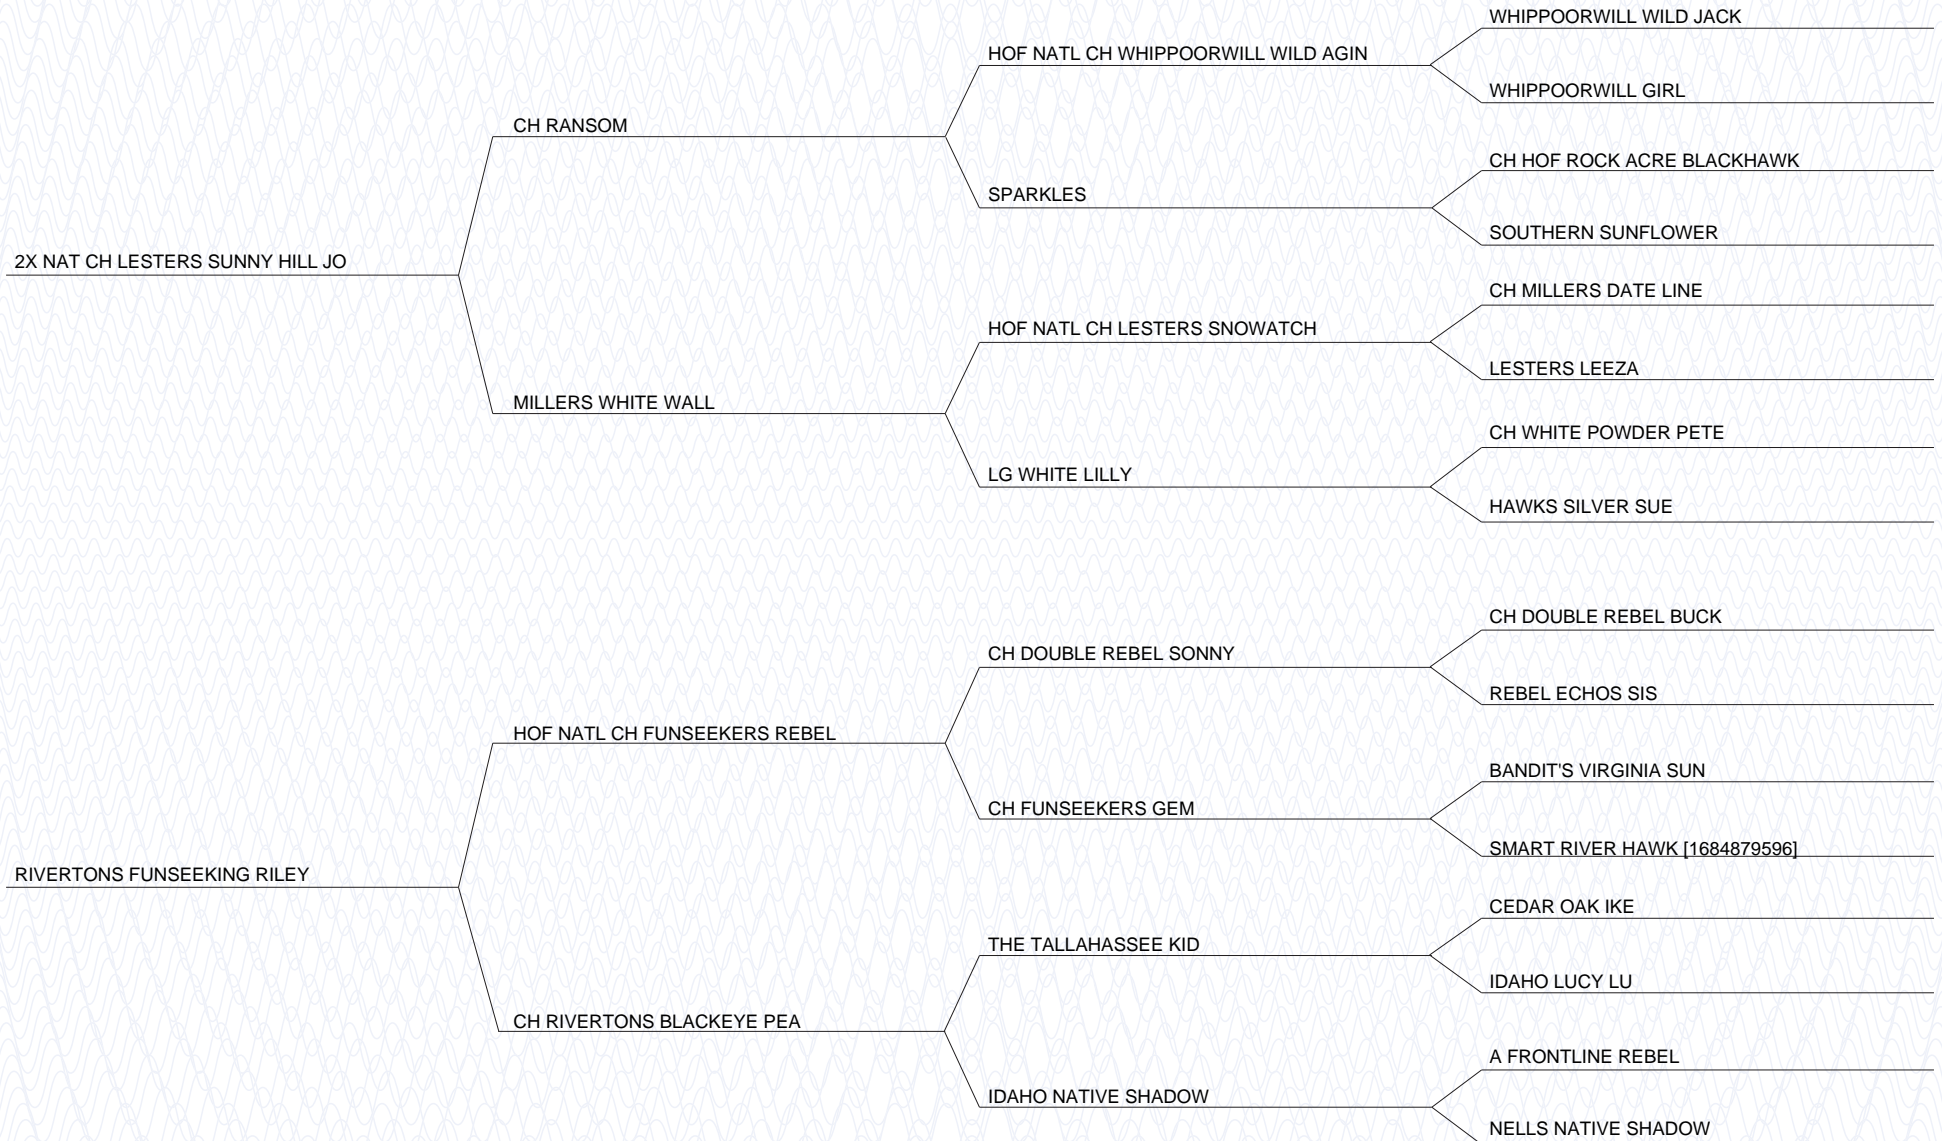 WHIPPOORWILL WILD JACK
HOF NATL CH WHIPPOORWILL WILD AGIN
WHIPPOORWILL GIRL
CH RANSOM
CH HOF ROCK ACRE BLACKHAWK
SPARKLES
SOUTHERN SUNFLOWER
2X NAT CH LESTERS SUNNY HILL JO
CH MILLERS DATE LINE
HOF NATL CH LESTERS SNOWATCH
LESTERS LEEZA
MILLERS WHITE WALL
CH WHITE POWDER PETE
LG WHITE LILLY
HAWKS SILVER SUE
CH DOUBLE REBEL BUCK
CH DOUBLE REBEL SONNY
REBEL ECHOS SIS
HOF NATL CH FUNSEEKERS REBEL
BANDIT'S VIRGINIA SUN
CH FUNSEEKERS GEM
SMART RIVER HAWK [1684879596]
RIVERTONS FUNSEEKING RILEY
CEDAR OAK IKE
THE TALLAHASSEE KID
IDAHO LUCY LU
CH RIVERTONS BLACKEYE PEA
A FRONTLINE REBEL
IDAHO NATIVE SHADOW
NELLS NATIVE SHADOW